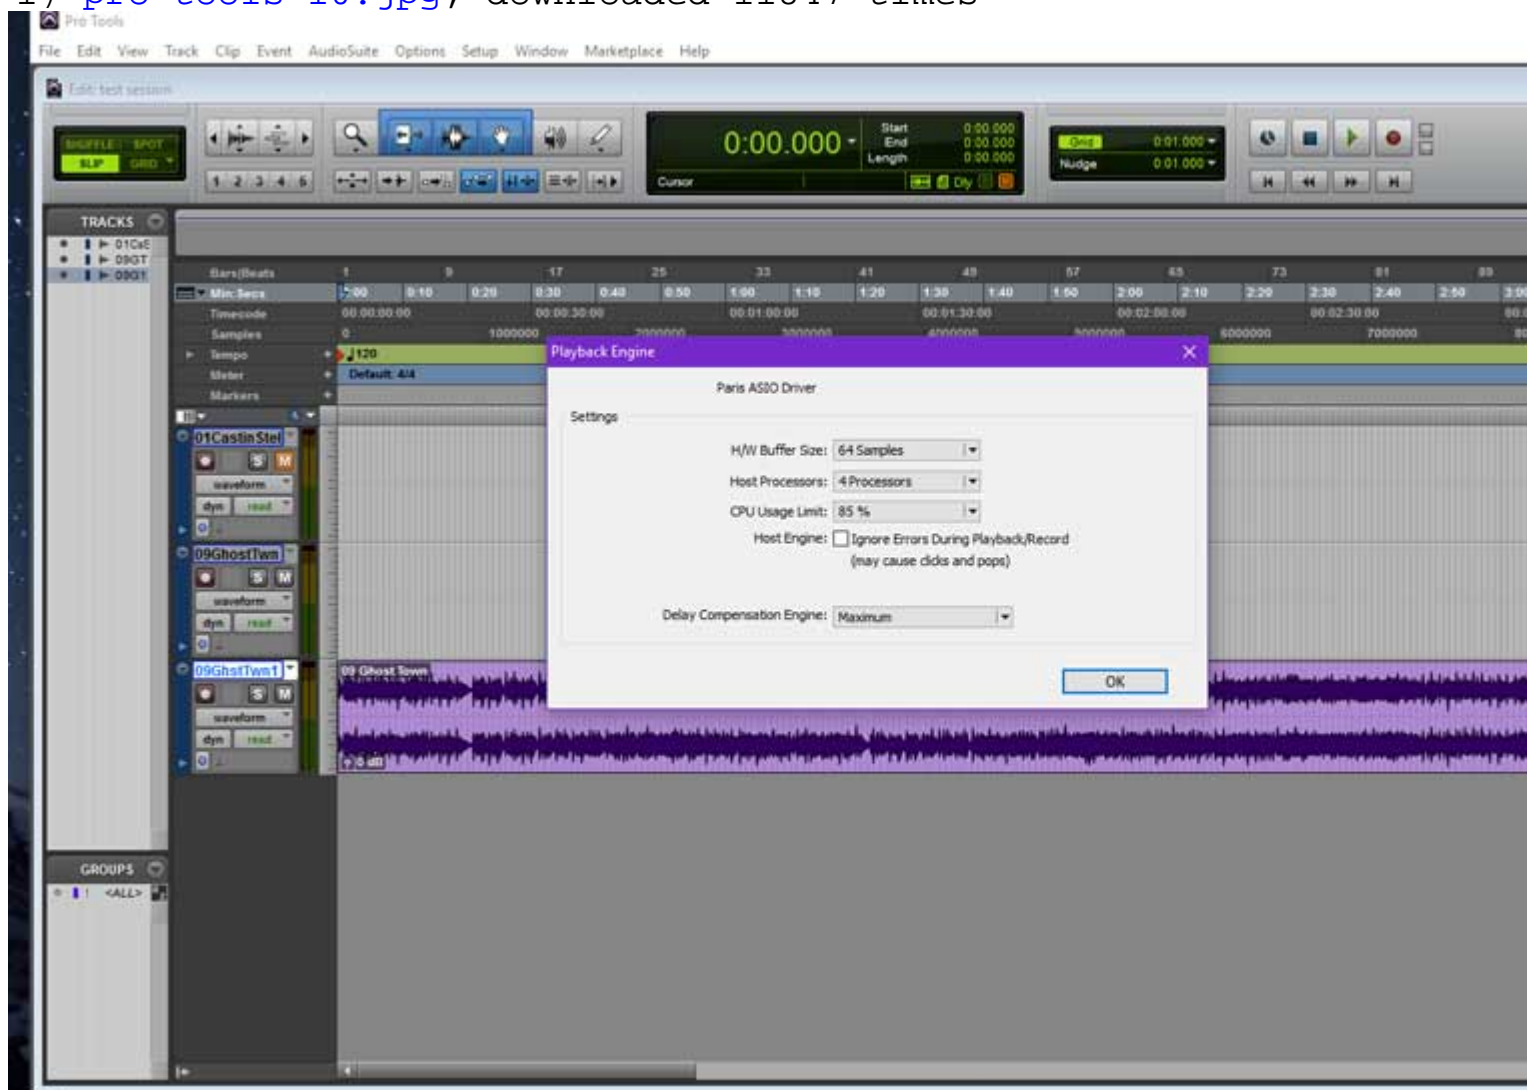 Pro Tools
File Edit View Track Clip Event AudioSuite Options Setup Window Marketplace Help
Edit: test session
SHUFFLE SPOT
SLIP GRID
1 2 3 4 5
0:00.000
Start 0:00.000
End 0:00.000
Length 0:00.000
Cursor
Dly
Grid 0:01.000
Nudge 0:01.000
TRACKS
01CsS
09GT
09G1
Bars|Beats 1 9 17 25 33 41 49 57 65 73 81 89
Min:Secs 0:00 0:10 0:20 0:30 0:40 0:50 1:00 1:10 1:20 1:30 1:40 1:50 2:00 2:10 2:20 2:30 2:40 2:50 3:00
Timecode 00:00:00:00 00:00:30:00 00:01:00:00 00:01:30:00 00:02:00:00 00:02:30:00
Samples 0 1000000 2000000 3000000 4000000 5000000 6000000 7000000
Tempo 120
Meter Default: 4/4
Markers
Playback Engine
Paris ASIO Driver
Settings
H/W Buffer Size: 64 Samples
Host Processors: 4 Processors
CPU Usage Limit: 85 %
Host Engine: Ignore Errors During Playback/Record
(may cause clicks and pops)
Delay Compensation Engine: Maximum
OK
01CastinStel
S M
waveform
dyn read
09GhostTwn
S M
waveform
dyn read
09GhstTwn1
S M
waveform
dyn read
09 Ghost Town
0 dB
GROUPS
! <ALL>